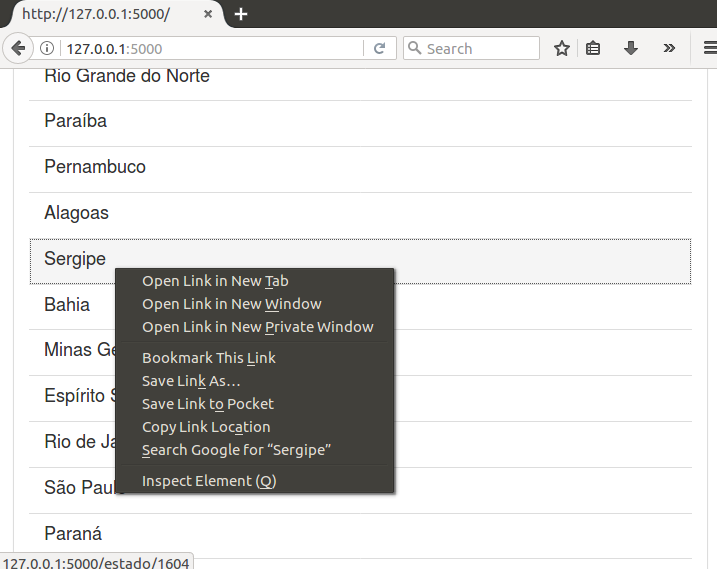 http://127.0.0.1:5000/
127.0.0.1:5000
Search
Rio Grande do Norte
Paraíba
Pernambuco
Alagoas
Sergipe
Open Link in New Tab
Bahia
Open Link in New Window
Open Link in New Private Window
Minas Ge
Bookmark This Link
Save Link As...
Espírito S
Save Link to Pocket
Copy Link Location
Rio de Ja
Search Google for “Sergipe”
São Paulo
Inspect Element (Q)
Paraná
127.0.0.1:5000/estado/1604